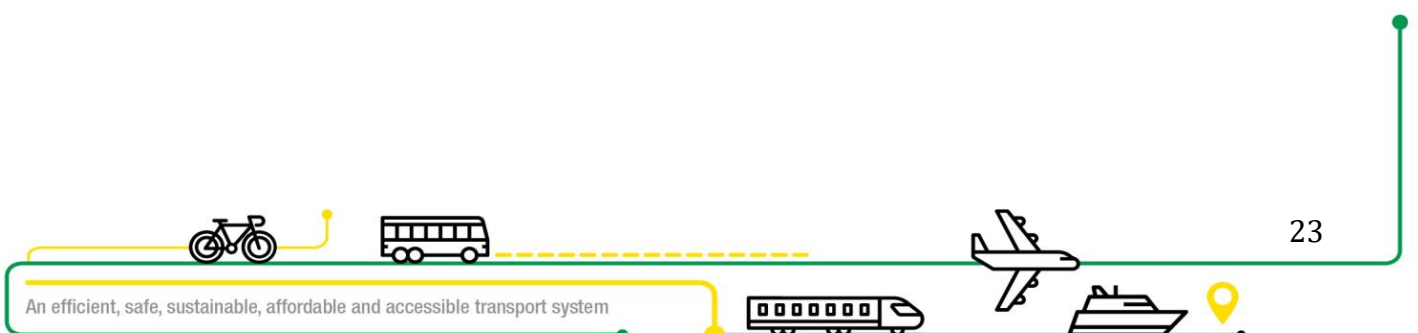 23
An efficient, safe, sustainable, affordable and accessible transport system